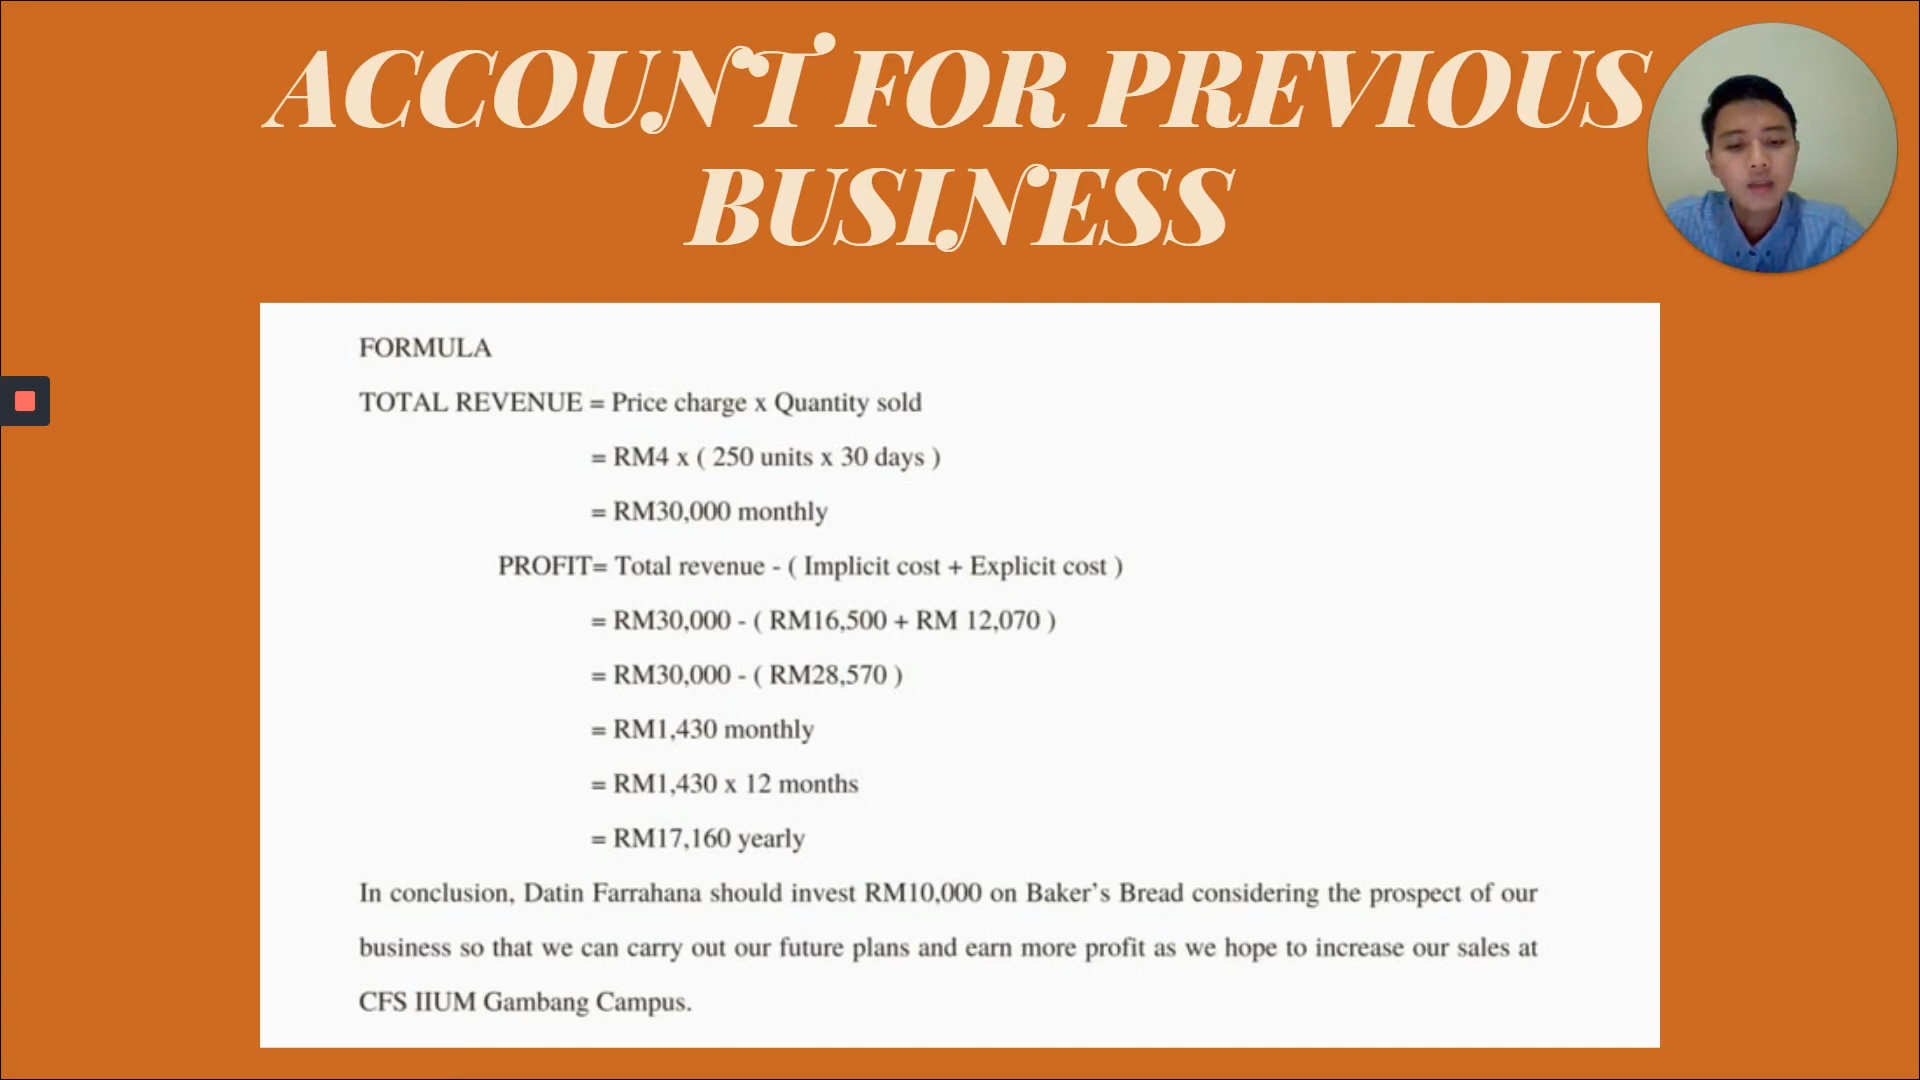 ACCOUNT FOR PREVIOUS
BUSINESS
FORMULA
TOTAL REVENUE = Price charge x Quantity sold
= RM4 x ( 250 units x 30 days )
= RM30,000 monthly
PROFIT= Total revenue - ( Implicit cost + Explicit cost )
= RM30,000 - ( RM16,500 + RM 12,070 )
= RM30,000 - ( RM28,570 )
= RM1,430 monthly
= RM1,430 x 12 months
= RM17,160 yearly
In conclusion, Datin Farrahana should invest RM10,000 on Baker’s Bread considering the prospect of our
business so that we can carry out our future plans and earn more profit as we hope to increase our sales at
CFS IIUM Gambang Campus.